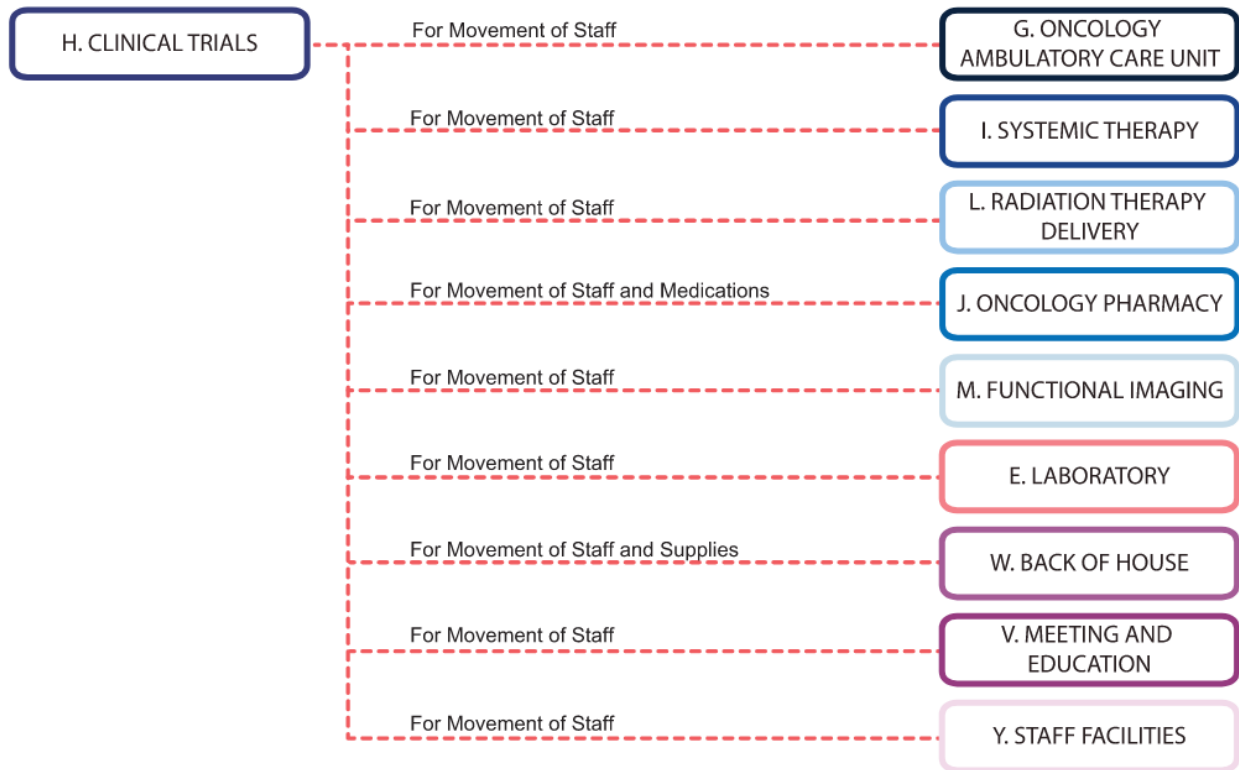 H. CLINICAL TRIALS
For Movement of Staff
G. ONCOLOGY
AMBULATORY CARE UNIT
For Movement of Staff
I. SYSTEMIC THERAPY
For Movement of Staff
L. RADIATION THERAPY
DELIVERY
For Movement of Staff and Medications
J. ONCOLOGY PHARMACY
For Movement of Staff
M. FUNCTIONAL IMAGING
For Movement of Staff
E. LABORATORY
For Movement of Staff and Supplies
W. BACK OF HOUSE
For Movement of Staff
V. MEETING AND
EDUCATION
For Movement of Staff
Y. STAFF FACILITIES